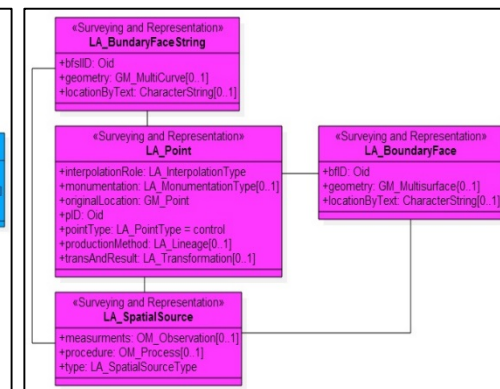 «Surveying and Representation»
LA_BundaryFaceString
+bfsIID: Oid
+geometry: GM_MultiCurve[0..1]
+locationByText: CharacterString[0..1]
«Surveying and Representation»
LA_Point
+interpolationRole: LA_InterpolationType
+monumentation: LA_MonumentationType[0..1]
+originalLocation: GM_Point
+pID: Oid
+pointType: LA_PointType = control
+productionMethod: LA_Lineage[0..1]
+transAndResult: LA_Transformation[0..1]
«Surveying and Representation»
LA_BoundaryFace
+bfID: Oid
+geometry: GM_Multisurface[0..1]
+locationByText: CharacterString[0..1]
«Surveying and Representation»
LA_SpatialSource
+measurments: OM_Observation[0..1]
+procedure: OM_Process[0..1]
+type: LA_SpatialSourceType